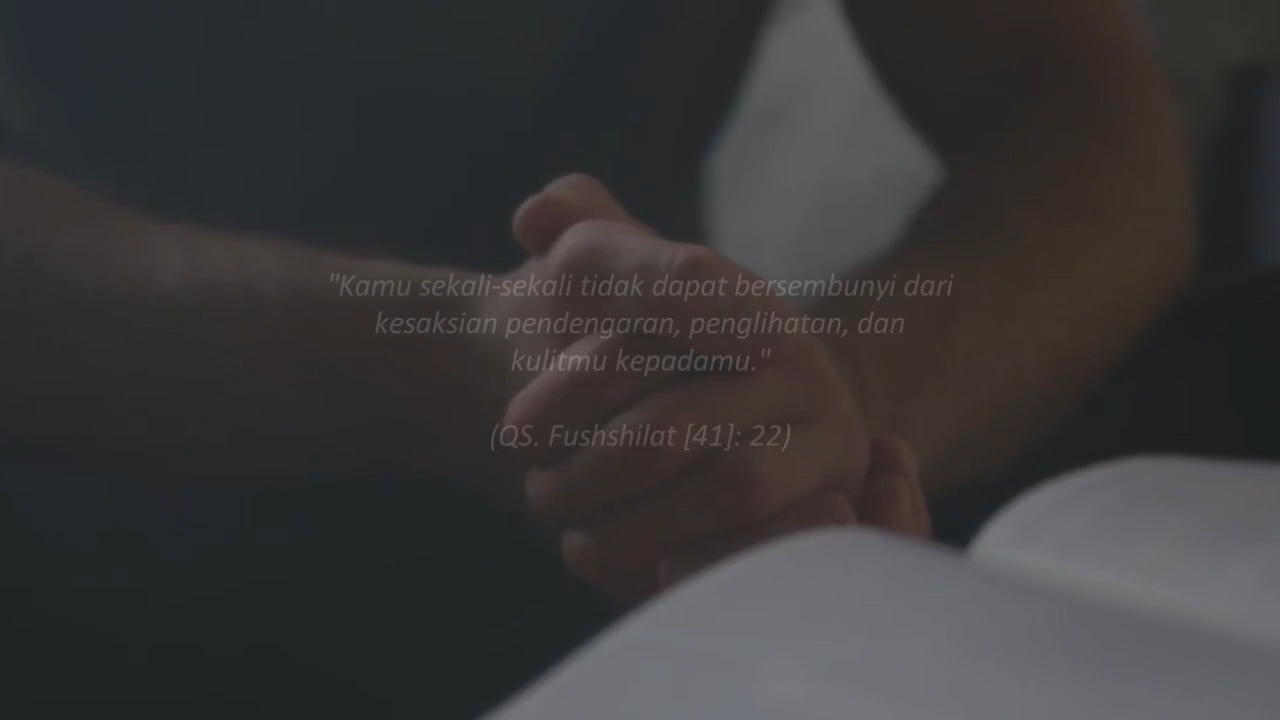 "Kamu sekali-sekali tidak dapat bersembunyi dari
kesaksian pendengaran, penglihatan, dan
kulitmu kepadamu."
(QS. Fushshilat [41]: 22)